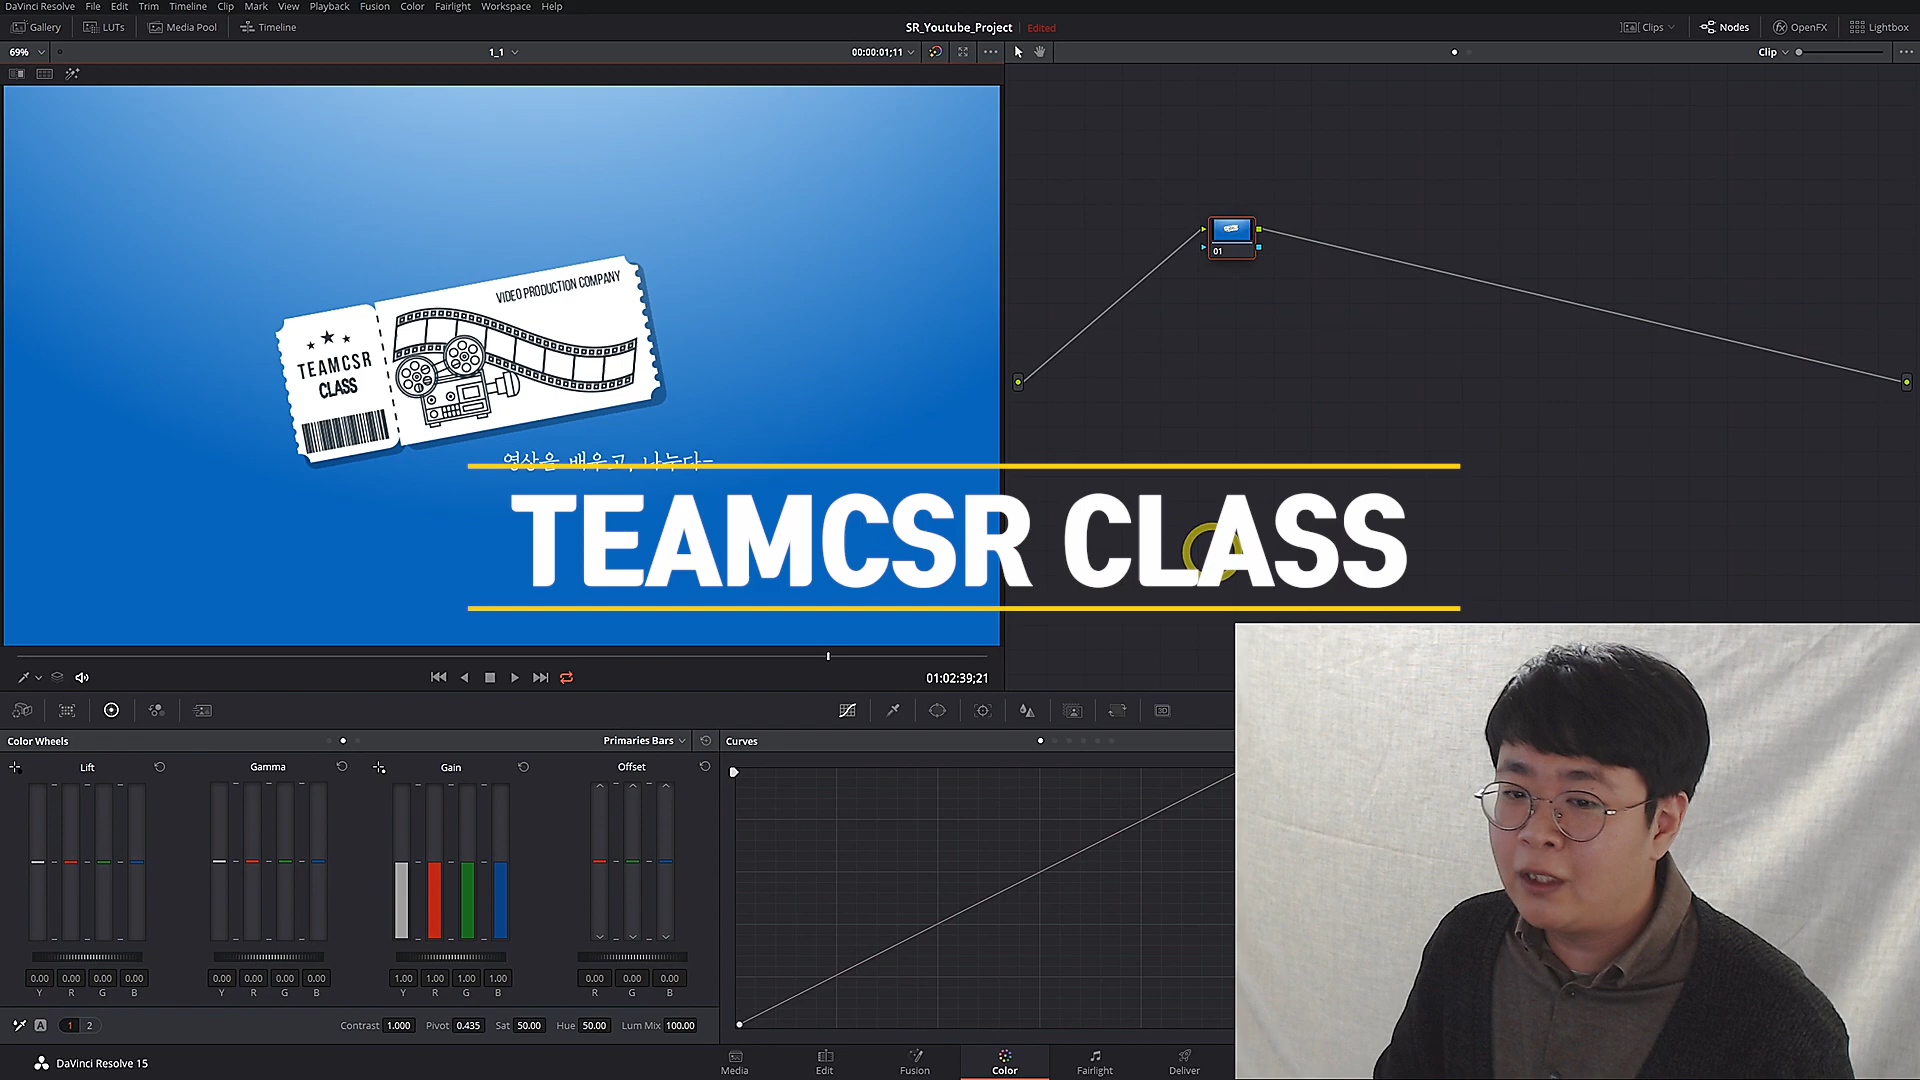 DaVinci Resolve File Edit Trim Timeline Clip Mark View Playback Fusion Color Fairlight Workspace Help
Gallery LUTs Media Pool Timeline SR_Youtube_Project Edited Clips Nodes OpenFX Lightbox
69% 1_1 00:00:01;11 Clip
VIDEO PRODUCTION COMPANY
TEAMCSR
CLASS
01
영상을 배우고, 나누다-
TEAMCSR CLASS
01:02:39;21
Color Wheels Primaries Bars Curves
Lift Gamma Gain Offset
0.00 0.00 0.00 0.00 0.00 0.00 0.00 0.00 1.00 1.00 1.00 1.00 0.00 0.00 0.00
Y R G B Y R G B Y R G B R G B
A 1 2 Contrast 1.000 Pivot 0.435 Sat 50.00 Hue 50.00 Lum Mix 100.00
DaVinci Resolve 15 Media Edit Fusion Color Fairlight Deliver